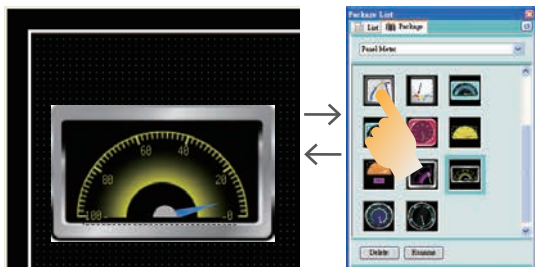 60 40
80 20
100 0
Package List
List Package
Panel Meter
Delete Rename